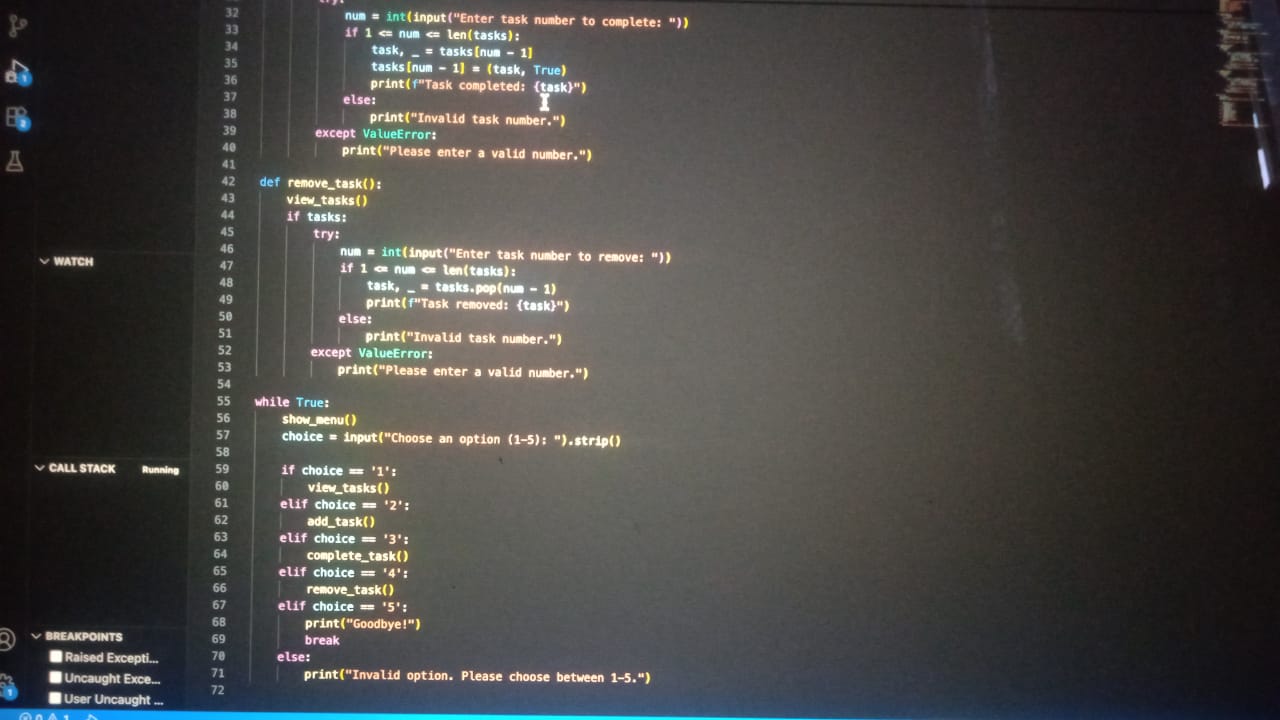 try:
32 num = int(input("Enter task number to complete: "))
33 if 1 <= num <= len(tasks):
34 task, _ = tasks[num - 1]
35 tasks[num - 1] = (task, True)
36 print(f"Task completed: {task}")
37 else:
38 print("Invalid task number.")
39 except ValueError:
40 print("Please enter a valid number.")
41
42 def remove_task():
43 view_tasks()
44 if tasks:
45 try:
46 num = int(input("Enter task number to remove: "))
47 if 1 <= num <= len(tasks):
48 task, _ = tasks.pop(num - 1)
49 print(f"Task removed: {task}")
50 else:
51 print("Invalid task number.")
52 except ValueError:
53 print("Please enter a valid number.")
54
55 while True:
56 show_menu()
57 choice = input("Choose an option (1-5): ").strip()
58
59 if choice == '1':
60 view_tasks()
61 elif choice == '2':
62 add_task()
63 elif choice == '3':
64 complete_task()
65 elif choice == '4':
66 remove_task()
67 elif choice == '5':
68 print("Goodbye!")
69 break
70 else:
71 print("Invalid option. Please choose between 1-5.")
72
1
2
WATCH
CALL STACK Running
BREAKPOINTS
Raised Excepti...
Uncaught Exce...
User Uncaught ...
1
0 1